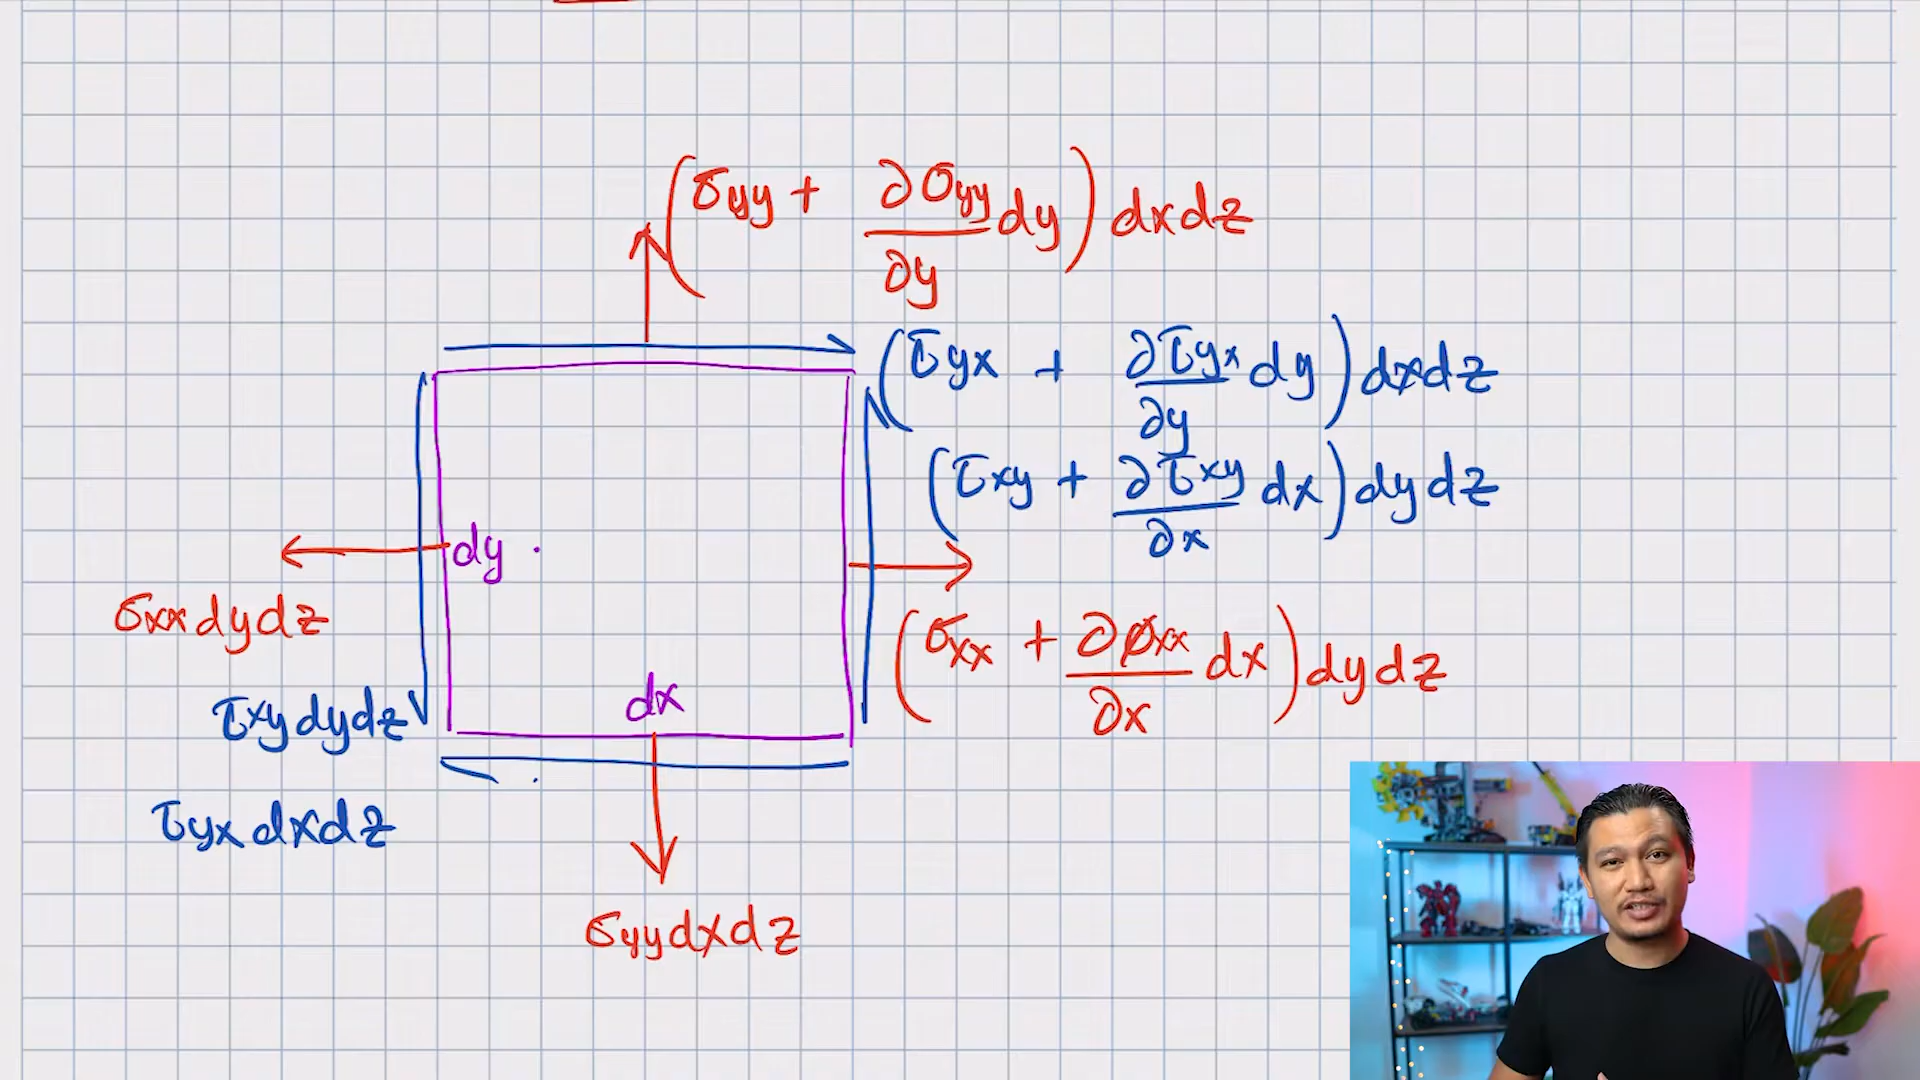 (σyy + ∂σyy/∂y dy) dxdz
(τyx + ∂τyx/∂y dy) dxdz
(τxy + ∂τxy/∂x dx) dydz
dy
σxx dydz
(σxx + ∂σxx/∂x dx) dydz
τxy dydz
dx
τyx dxdz
σyy dxdz